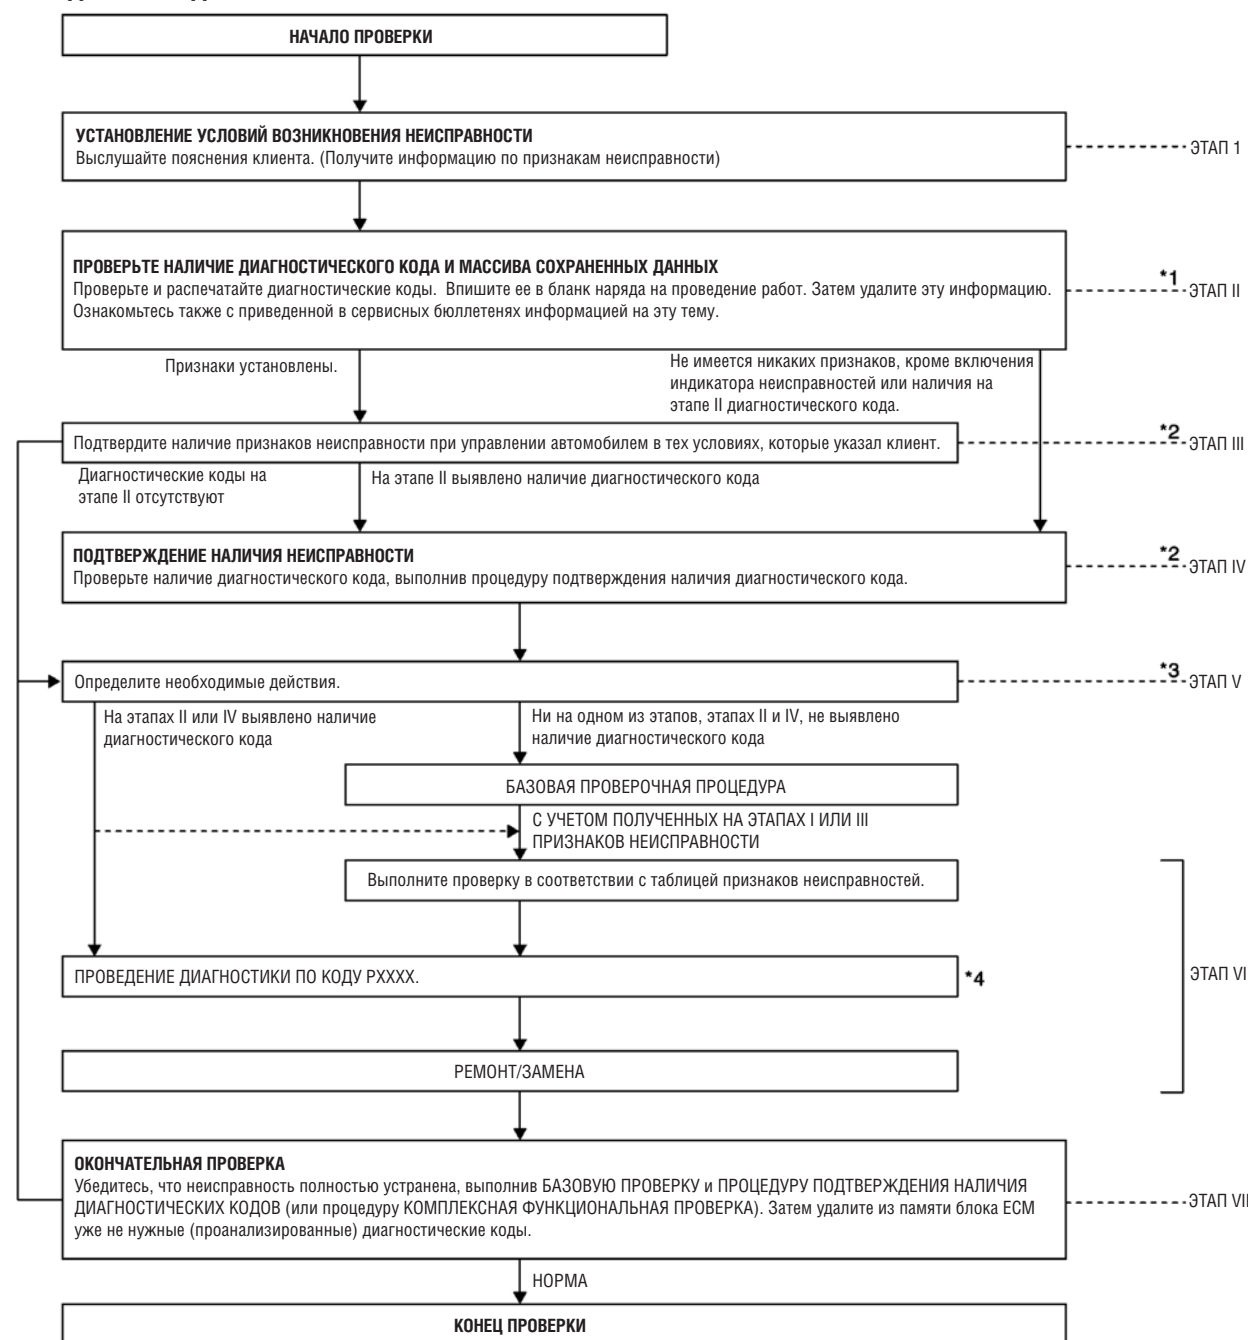 НАЧАЛО ПРОВЕРКИ
УСТАНОВЛЕНИЕ УСЛОВИЙ ВОЗНИКНОВЕНИЯ НЕИСПРАВНОСТИ
Выслушайте пояснения клиента. (Получите информацию по признакам неисправности)
ЭТАП 1
ПРОВЕРЬТЕ НАЛИЧИЕ ДИАГНОСТИЧЕСКОГО КОДА И МАССИВА СОХРАНЕННЫХ ДАННЫХ
Проверьте и распечатайте диагностические коды. Впишите ее в бланк наряда на проведение работ. Затем удалите эту информацию.
Ознакомьтесь также с приведенной в сервисных бюллетенях информацией на эту тему.
*1
ЭТАП II
Признаки установлены.
Не имеется никаких признаков, кроме включения
индикатора неисправностей или наличия на
этапе II диагностического кода.
Подтвердите наличие признаков неисправности при управлении автомобилем в тех условиях, которые указал клиент.
*2
ЭТАП III
Диагностические коды на
этапе II отсутствуют
На этапе II выявлено наличие диагностического кода
ПОДТВЕРЖДЕНИЕ НАЛИЧИЯ НЕИСПРАВНОСТИ
Проверьте наличие диагностического кода, выполнив процедуру подтверждения наличия диагностического кода.
*2
ЭТАП IV
Определите необходимые действия.
*3
ЭТАП V
На этапах II или IV выявлено наличие
диагностического кода
Ни на одном из этапов, этапах II и IV, не выявлено
наличие диагностического кода
БАЗОВАЯ ПРОВЕРОЧНАЯ ПРОЦЕДУРА
С УЧЕТОМ ПОЛУЧЕННЫХ НА ЭТАПАХ I ИЛИ III
ПРИЗНАКОВ НЕИСПРАВНОСТИ
Выполните проверку в соответствии с таблицей признаков неисправностей.
ПРОВЕДЕНИЕ ДИАГНОСТИКИ ПО КОДУ PXXXX.
*4
ЭТАП VI
РЕМОНТ/ЗАМЕНА
ОКОНЧАТЕЛЬНАЯ ПРОВЕРКА
Убедитесь, что неисправность полностью устранена, выполнив БАЗОВУЮ ПРОВЕРКУ и ПРОЦЕДУРУ ПОДТВЕРЖДЕНИЯ НАЛИЧИЯ
ДИАГНОСТИЧЕСКИХ КОДОВ (или процедуру КОМПЛЕКСНАЯ ФУНКЦИОНАЛЬНАЯ ПРОВЕРКА). Затем удалите из памяти блока ECM
уже не нужные (проанализированные) диагностические коды.
ЭТАП VII
НОРМА
КОНЕЦ ПРОВЕРКИ